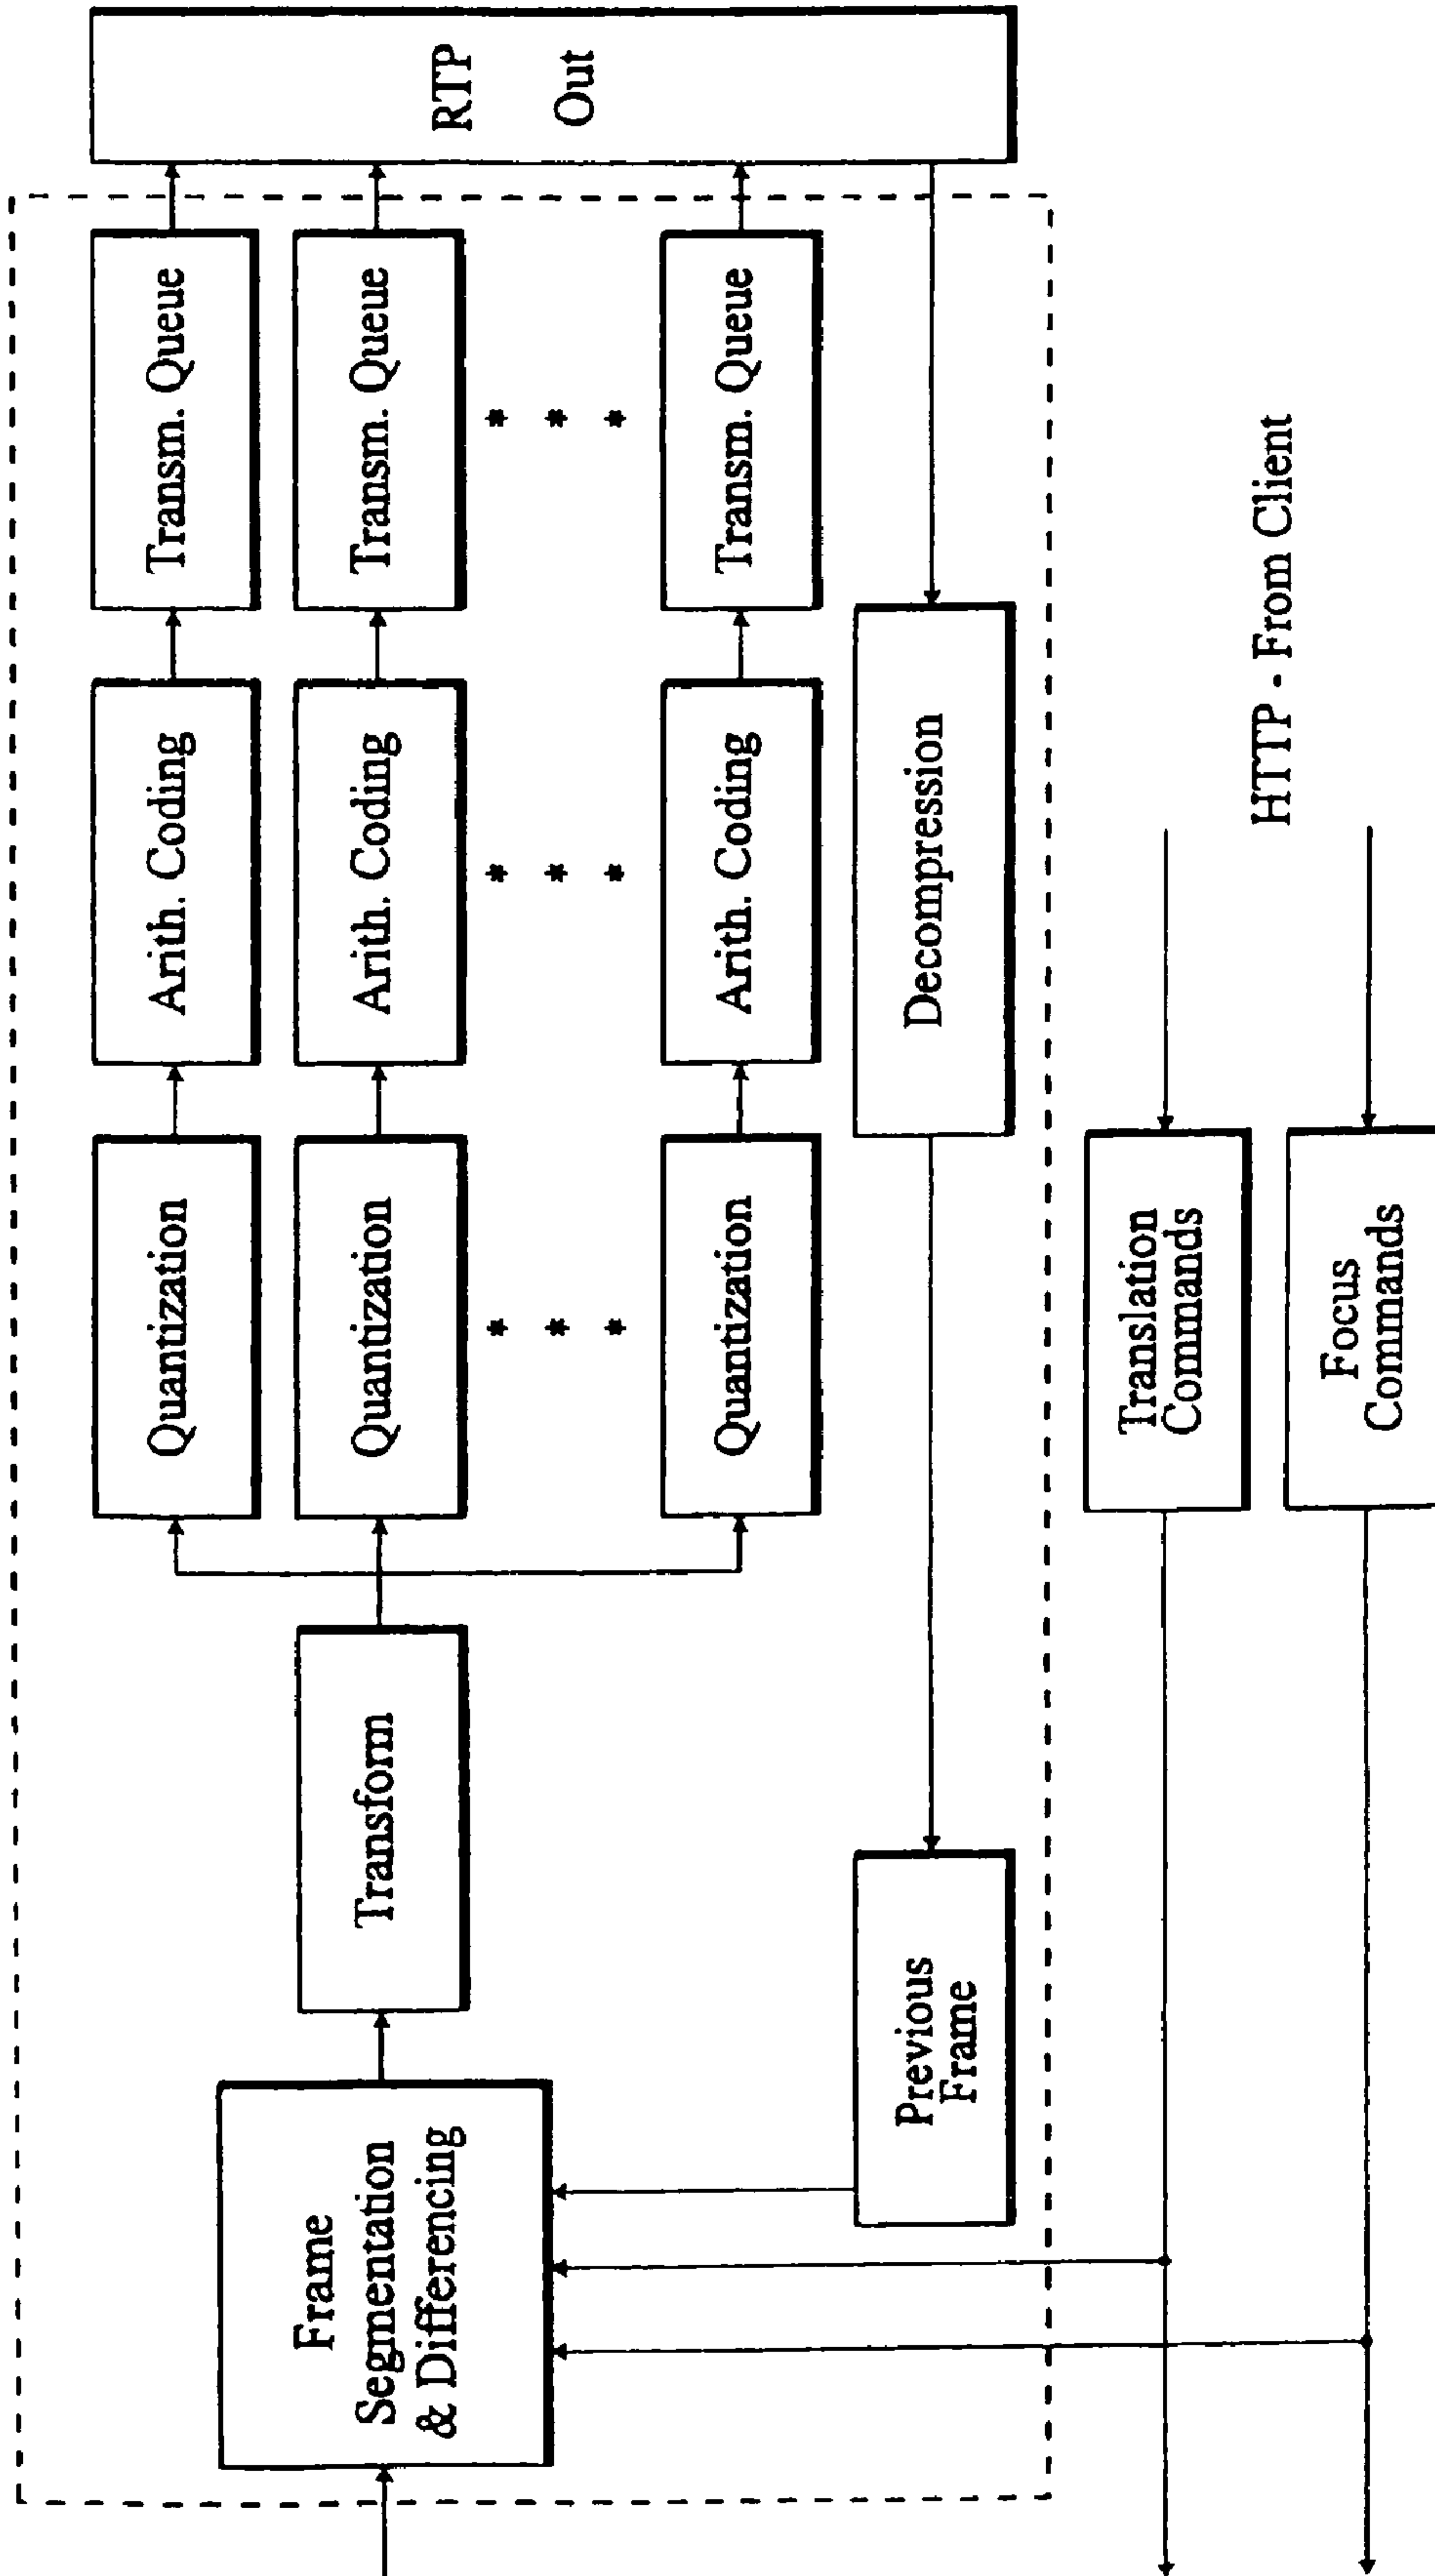 Quantization
Arith. Coding
Transm. Queue
Frame
Segmentation
& Differencing
Transform
Quantization
Arith. Coding
Transm. Queue
RTP
Out
* * *
* * *
* * *
Quantization
Arith. Coding
Transm. Queue
Previous
Frame
Decompression
Translation
Commands
HTTP - From Client
Focus
Commands